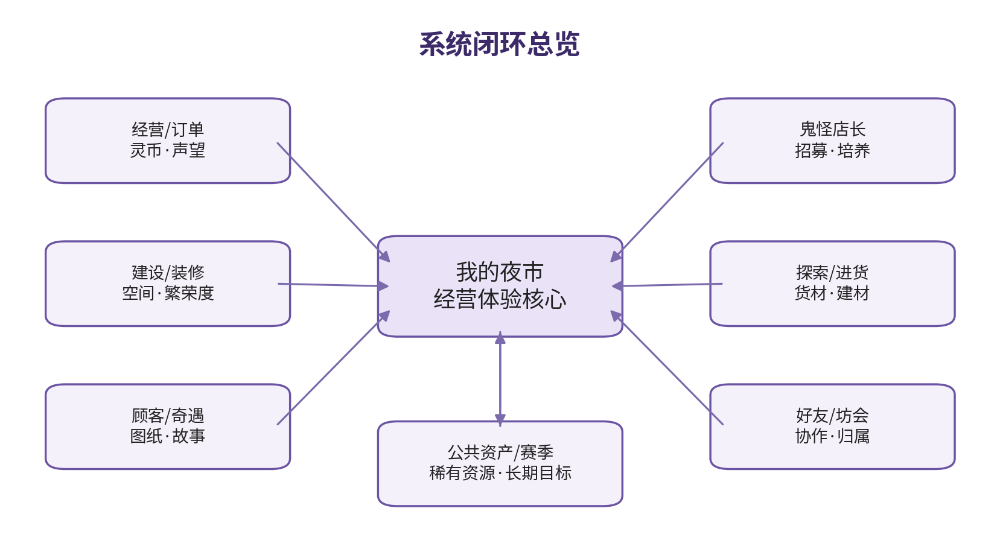 系统闭环总览
经营/订单
灵币·声望
鬼怪店长
招募·培养
建设/装修
空间·繁荣度
我的夜市
经营体验核心
探索/进货
货材·建材
顾客/奇遇
图纸·故事
公共资产/赛季
稀有资源·长期目标
好友/坊会
协作·归属